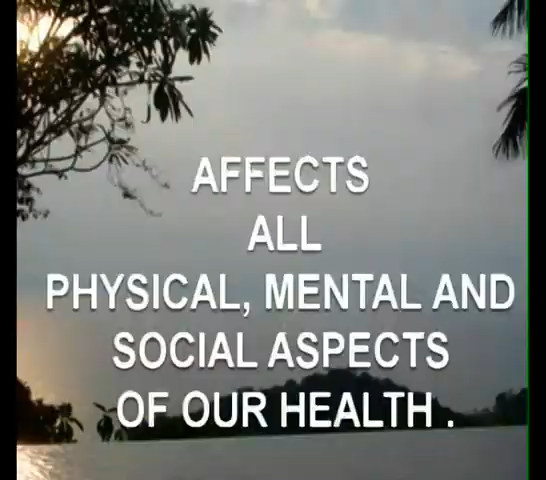 AFFECTS
ALL
PHYSICAL, MENTAL AND
SOCIAL ASPECTS
OF OUR HEALTH .